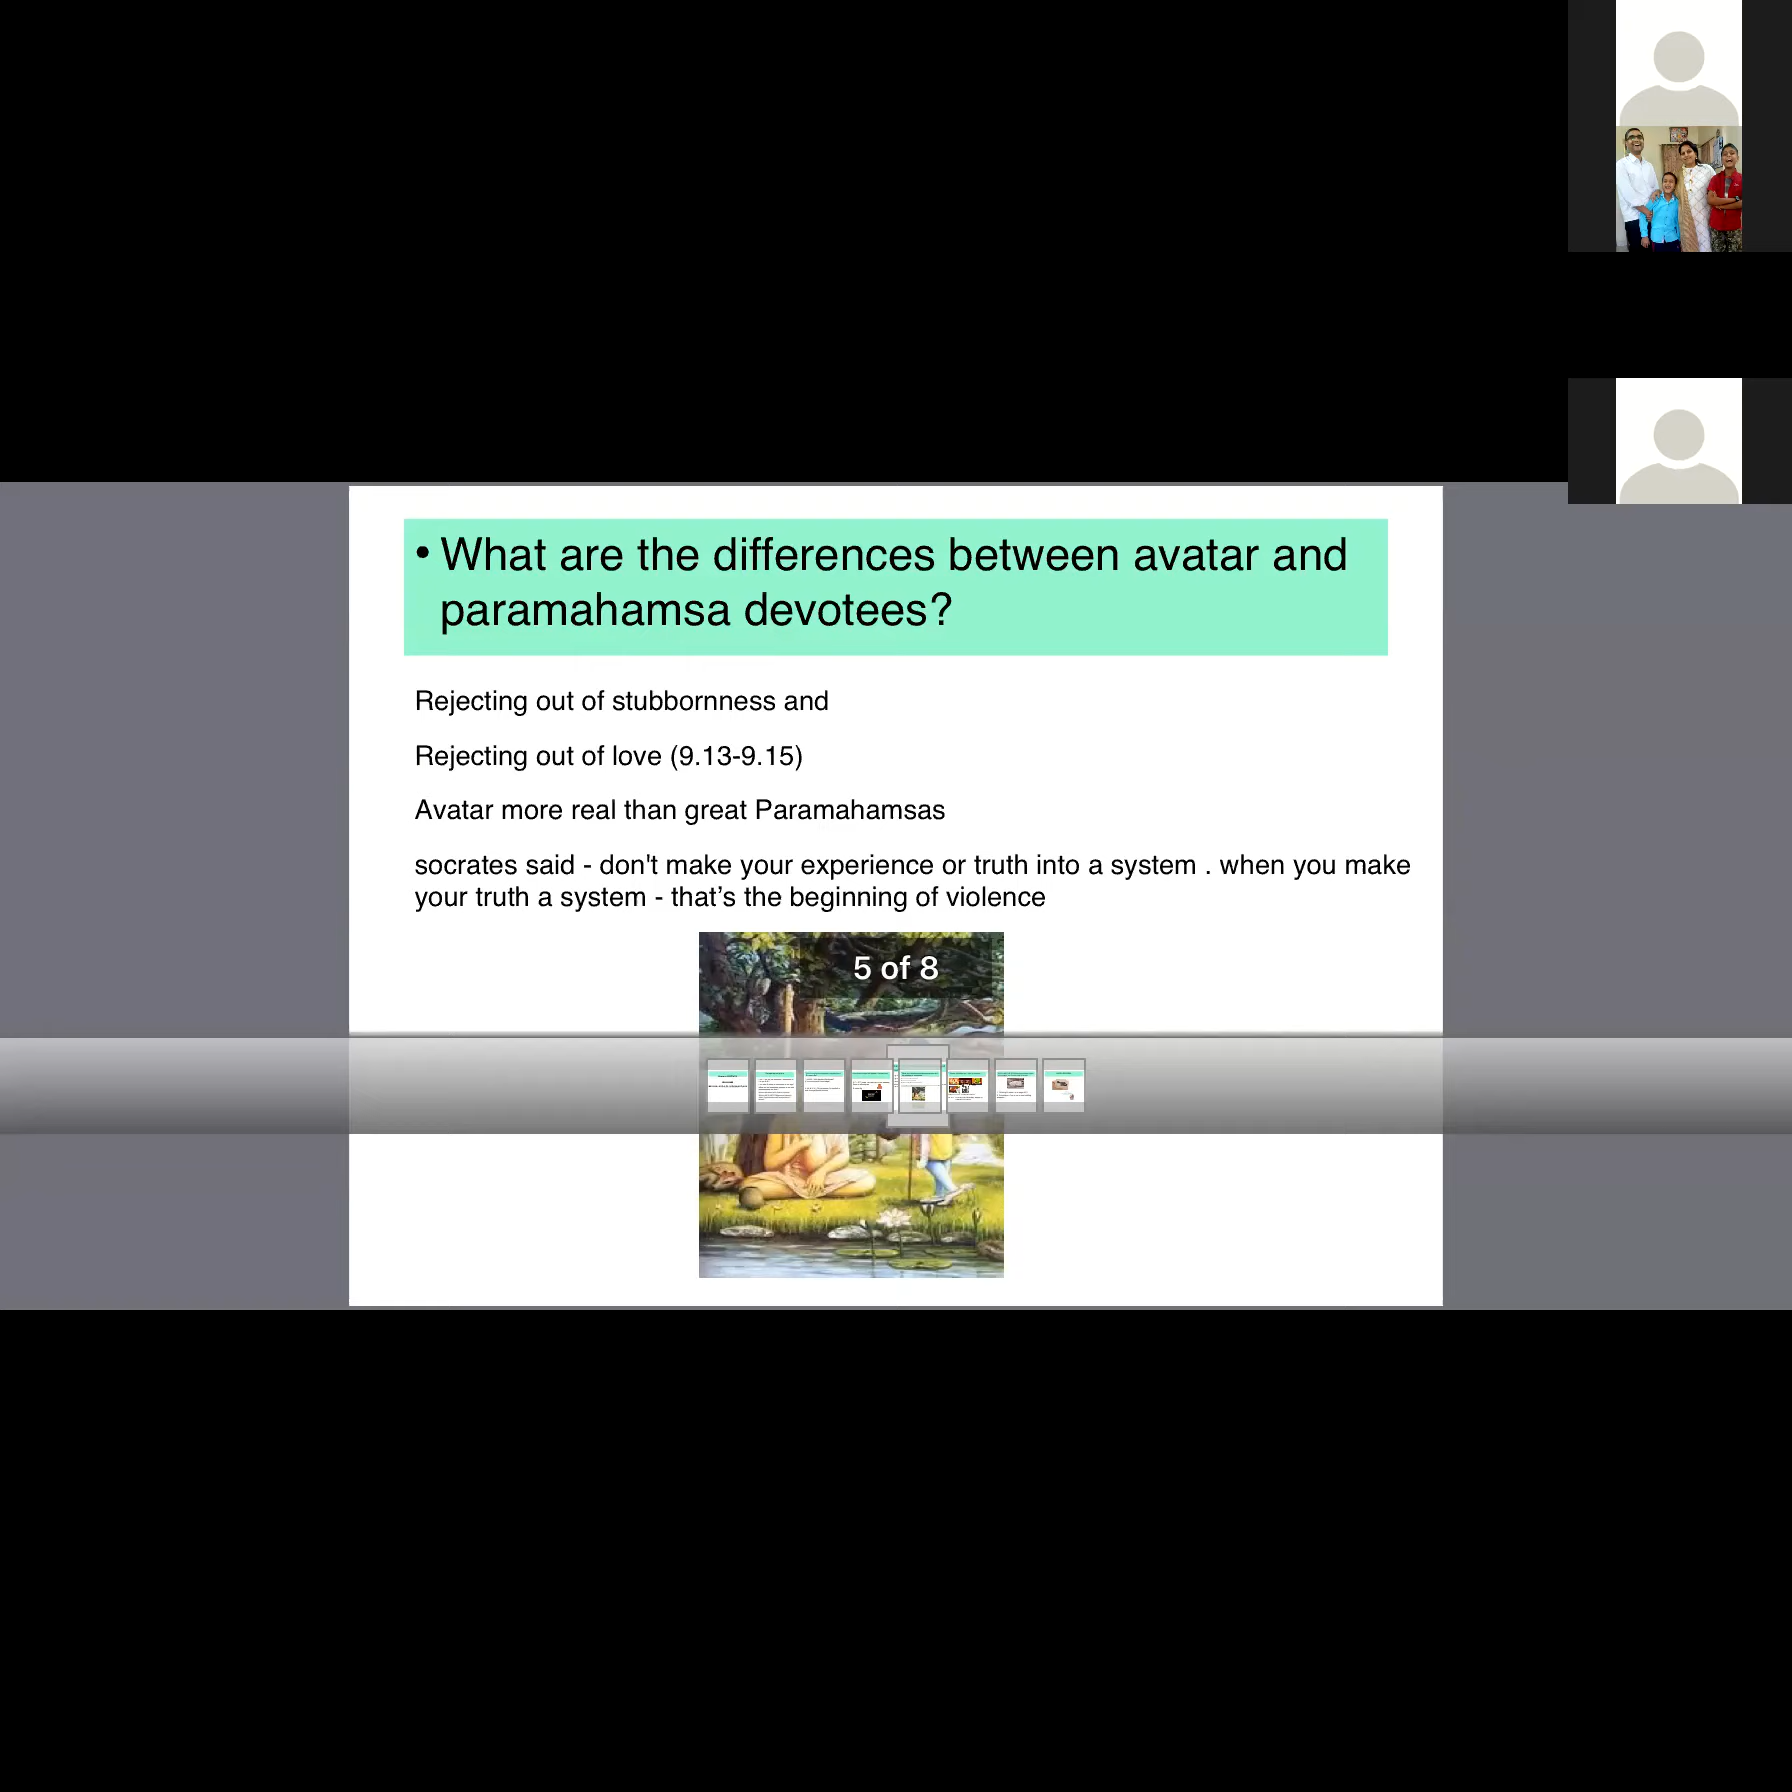 • What are the differences between avatar and
paramahamsa devotees?
Rejecting out of stubbornness and
Rejecting out of love (9.13-9.15)
Avatar more real than great Paramahamsas
socrates said - don't make your experience or truth into a system . when you make
your truth a system - that’s the beginning of violence
5 of 8